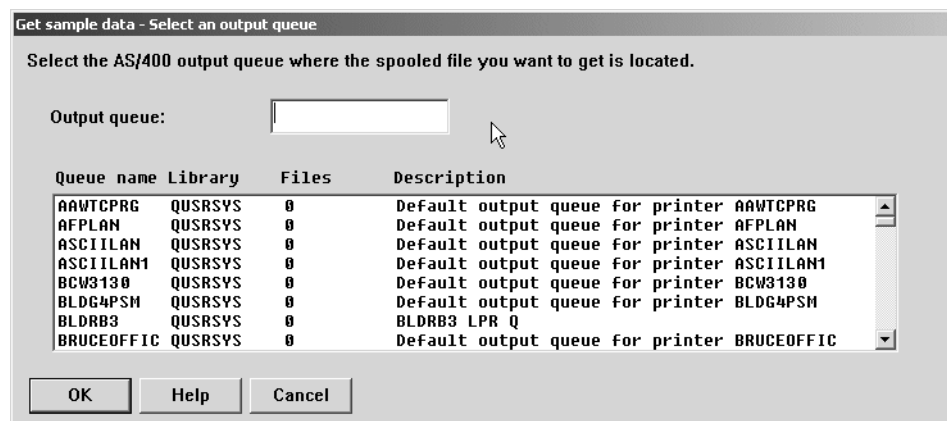 Get sample data - Select an output queue
Select the AS/400 output queue where the spooled file you want to get is located.
Output queue:
Queue name Library Files Description
AAWTCPRG QUSRSYS 0 Default output queue for printer AAWTCPRG
AFPLAN QUSRSYS 0 Default output queue for printer AFPLAN
ASCIILAN QUSRSYS 0 Default output queue for printer ASCIILAN
ASCIILAN1 QUSRSYS 0 Default output queue for printer ASCIILAN1
BCW3130 QUSRSYS 0 Default output queue for printer BCW3130
BLDG4PSM QUSRSYS 0 Default output queue for printer BLDG4PSM
BLDRB3 QUSRSYS 0 BLDRB3 LPR Q
BRUCEOFFIC QUSRSYS 0 Default output queue for printer BRUCEOFFIC
OK Help Cancel